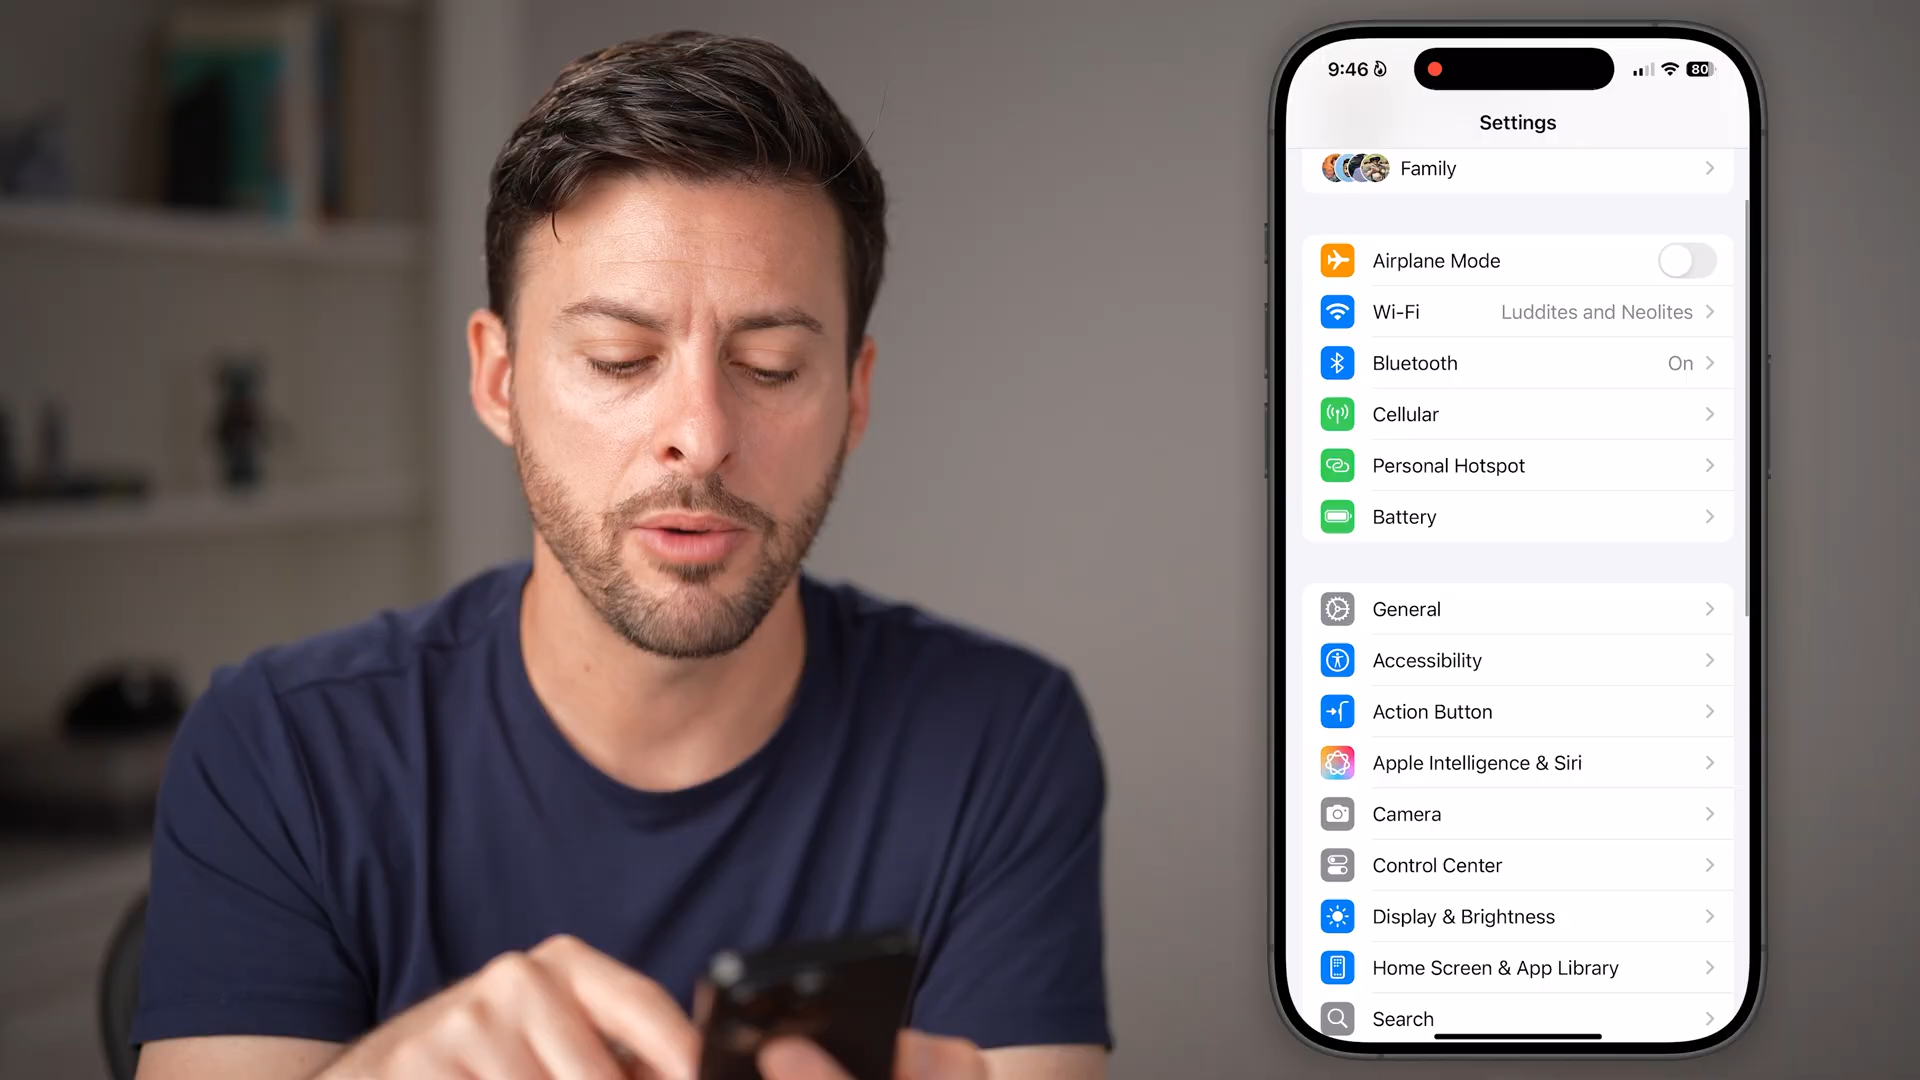 9:46
80
Settings
Family
Airplane Mode
Wi-Fi Luddites and Neolites
Bluetooth On
Cellular
Personal Hotspot
Battery
General
Accessibility
Action Button
Apple Intelligence & Siri
Camera
Control Center
Display & Brightness
Home Screen & App Library
Search